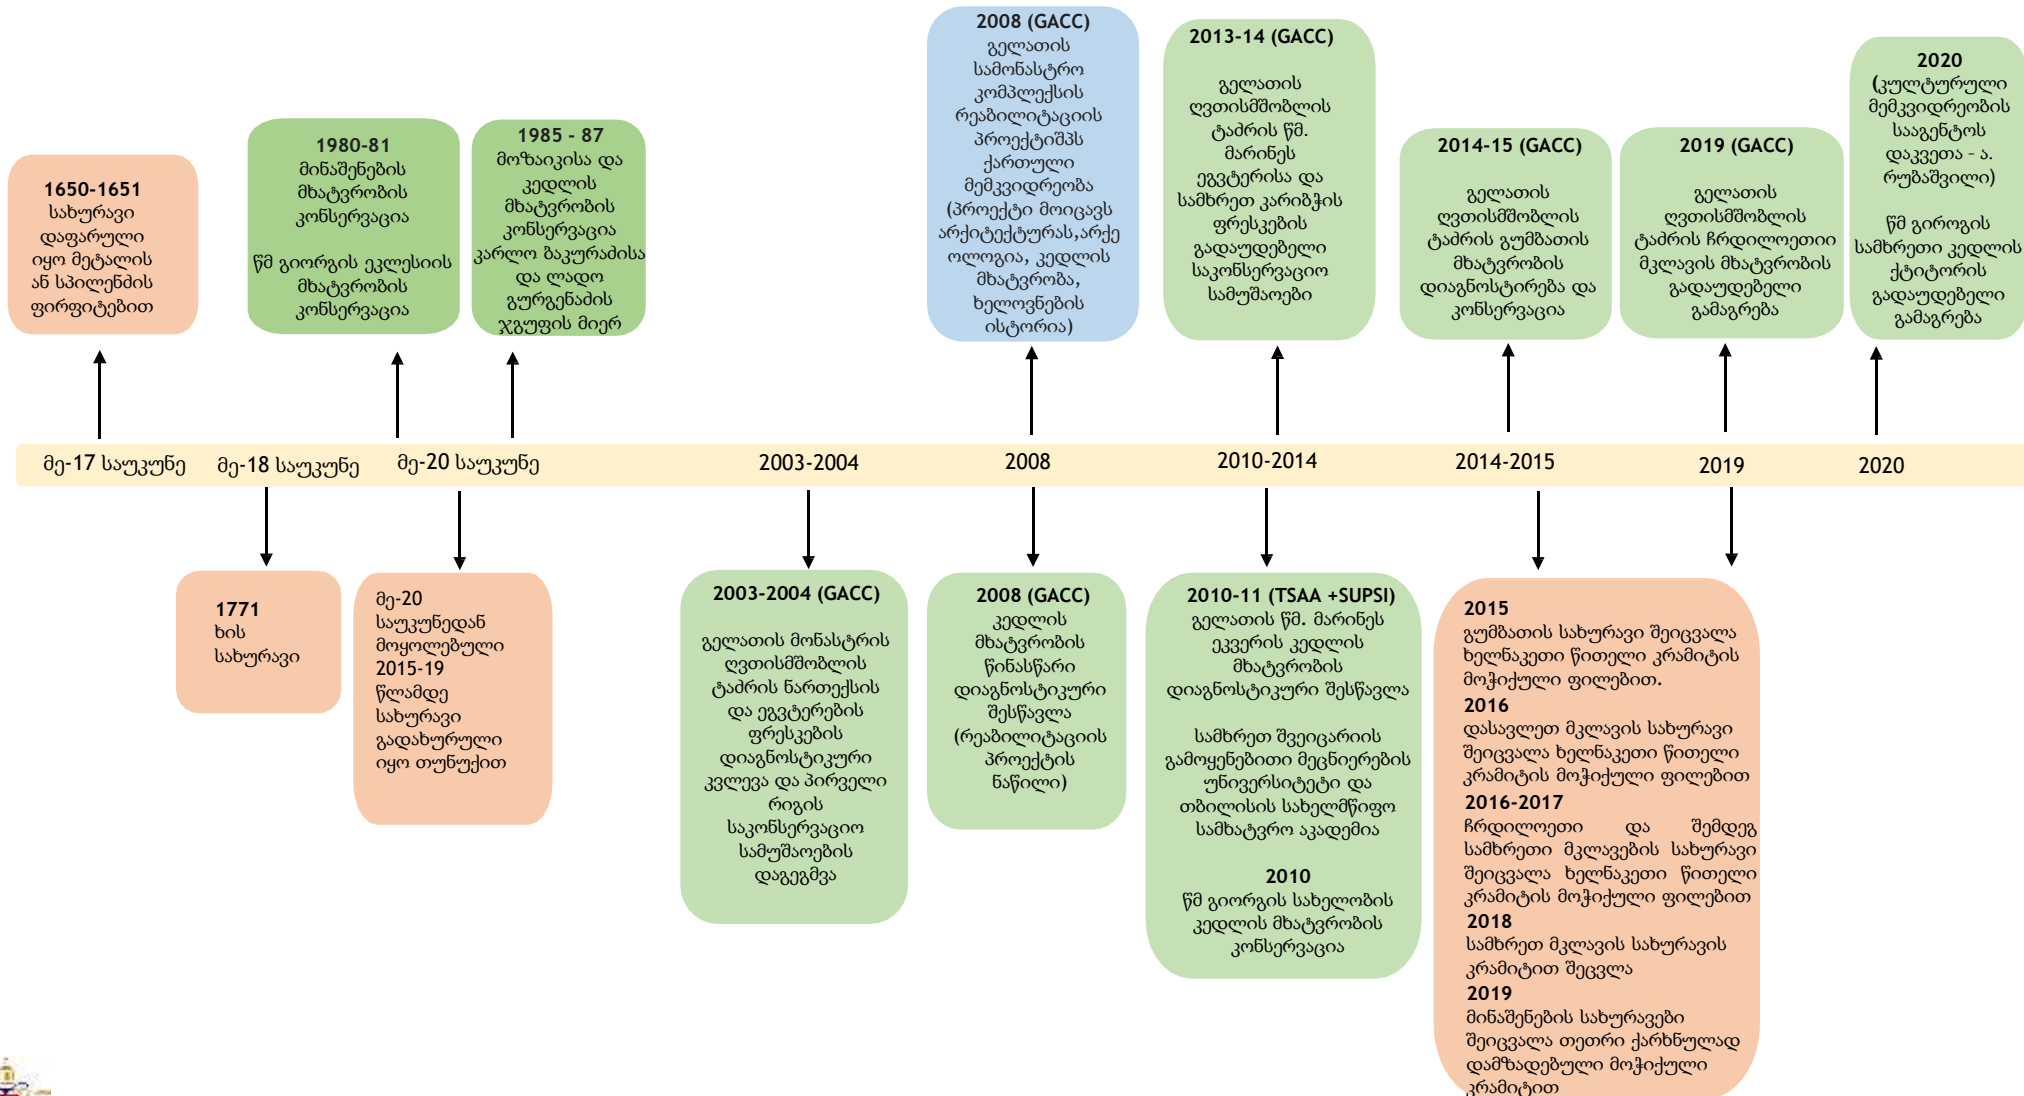 1650-1651
სახურავი
დაფარული
იყო მეტალის
ან სპილენძის
ფირფიტებით
1980-81
მინაშენების
მხატვრობის
კონსერვაცია
წმ გიორგის ეკლესიის
მხატვრობის
კონსერვაცია
1985 - 87
მოზაიკისა და
კედლის
მხატვრობის
კონსერვაცია
კარლო ბაკურაძისა
და ლადო
გურგენაძის
ჯგუფის მიერ
2008 (GACC)
გელათის
სამონასტრო
კომპლექსის
რეაბილიტაციის
პროექტიშპს
ქართული
მემკვიდრეობა
(პროექტი მოიცავს
არქიტექტურას,არქე
ოლოგია, კედლის
მხატვრობა,
ხელოვნების
ისტორია)
2013-14 (GACC)
გელათის
ღვთისმშობლის
ტაძრის წმ.
მარინეს
ეგვტერისა და
სამხრეთ კარიბჭის
ფრესკების
გადაუდებელი
საკონსერვაციო
სამუშაოები
2014-15 (GACC)
გელათის
ღვთისმშობლის
ტაძრის გუმბათის
მხატვრობის
დიაგნოსტირება და
კონსერვაცია
2019 (GACC)
გელათის
ღვთისმშობლის
ტაძრის ჩრდილოეთიი
მკლავის მხატვრობის
გადაუდებელი
გამაგრება
2020
(კულტურული
მემკვიდრეობის
სააგენტოს
დაკვეთა - ა.
რუბაშვილი)
წმ გიროგის
სამხრეთი კედლის
ქტიტორის
გადაუდებელი
გამაგრება
მე-17 საუკუნე
მე-18 საუკუნე
მე-20 საუკუნე
2003-2004
2008
2010-2014
2014-2015
2019
2020
1771
ხის
სახურავი
მე-20
საუკუნედან
მოყოლებული
2015-19
წლამდე
სახურავი
გადახურული
იყო თუნუქით
2003-2004 (GACC)
გელათის მონასტრის
ღვთისმშობლის
ტაძრის ნართექსის
და ეგვტერების
ფრესკების
დიაგნოსტიკური
კვლევა და პირველი
რიგის
საკონსერვაციო
სამუშაოების
დაგეგმვა
2008 (GACC)
კედლის
მხატვრობის
წინასწარი
დიაგნოსტიკური
შესწავლა
(რეაბილიტაციის
პროექტის
ნაწილი)
2010-11 (TSAA +SUPSI)
გელათის წმ. მარინეს
ეკვერის კედლის
მხატვრობის
დიაგნოსტიკური შესწავლა
სამხრეთ შვეიცარიის
გამოყენებითი მეცნიერების
უნივერსიტეტი და
თბილისის სახელმწიფო
სამხატვრო აკადემია
2010
წმ გიორგის სახელობის
კედლის მხატვრობის
კონსერვაცია
2015
გუმბათის სახურავი შეიცვალა
ხელნაკეთი წითელი კრამიტის
მოჭიქული ფილებით.
2016
დასავლეთ მკლავის სახურავი
შეიცვალა ხელნაკეთი წითელი
კრამიტის მოჭიქული ფილებით
2016-2017
ჩრდილოეთი და შემდეგ
სამხრეთი მკლავების სახურავი
შეიცვალა ხელნაკეთი წითელი
კრამიტის მოჭიქული ფილებით
2018
სამხრეთ მკლავის სახურავის
კრამიტით შეცვლა
2019
მინაშენების სახურავები
შეიცვალა თეთრი ქარხნულად
დამზადებული მოჭიქული
კრამიტით